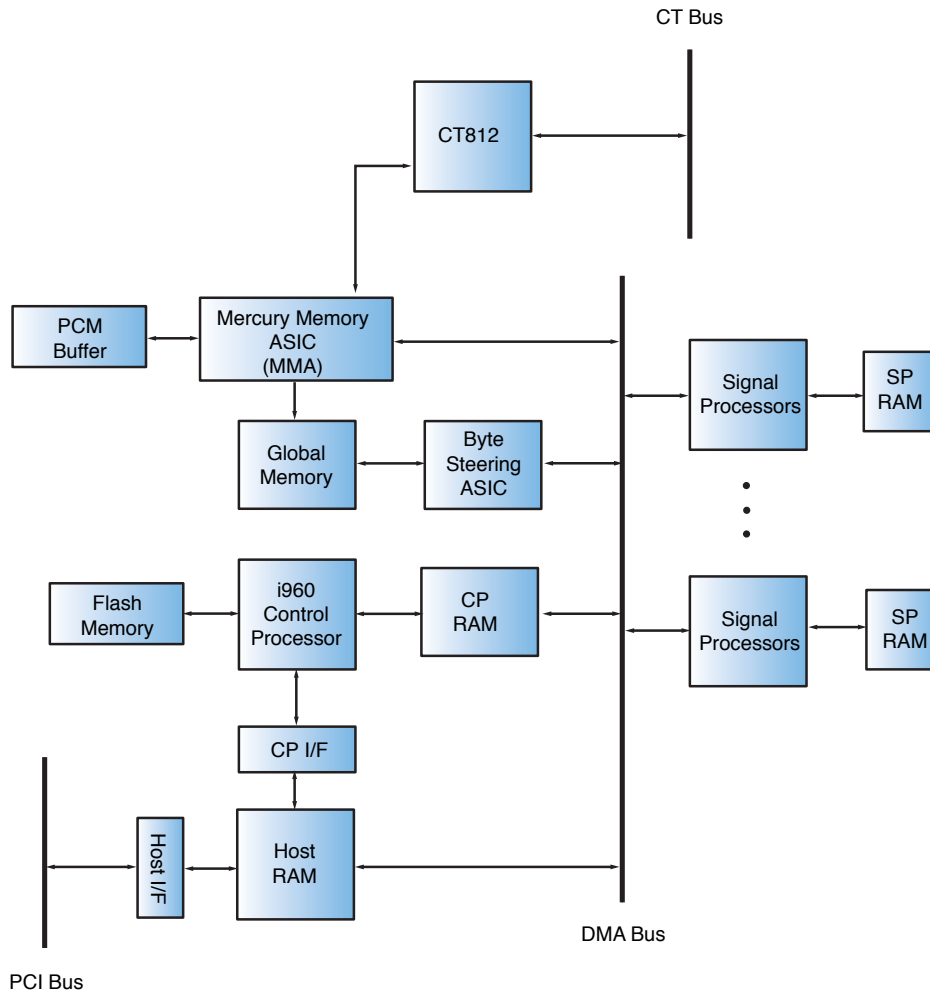 CT Bus
CT812
PCM
Buffer
Mercury Memory
ASIC
(MMA)
Signal
Processors
SP
RAM
Global
Memory
Byte
Steering
ASIC
Flash
Memory
i960
Control
Processor
CP
RAM
Signal
Processors
SP
RAM
CP I/F
Host I/F
Host
RAM
DMA Bus
PCI Bus